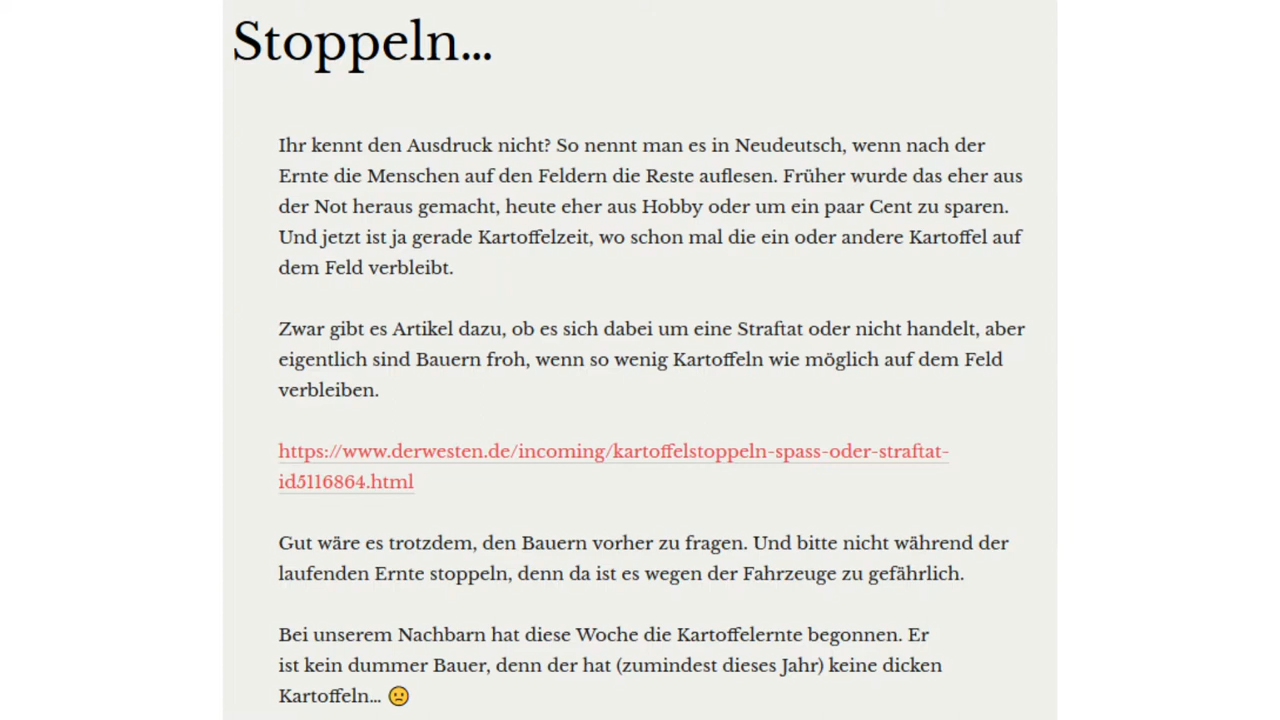 Stoppeln...
Ihr kennt den Ausdruck nicht? So nennt man es in Neudeutsch, wenn nach der
Ernte die Menschen auf den Feldern die Reste auflesen. Früher wurde das eher aus
der Not heraus gemacht, heute eher aus Hobby oder um ein paar Cent zu sparen.
Und jetzt ist ja gerade Kartoffelzeit, wo schon mal die ein oder andere Kartoffel auf
dem Feld verbleibt.
Zwar gibt es Artikel dazu, ob es sich dabei um eine Straftat oder nicht handelt, aber
eigentlich sind Bauern froh, wenn so wenig Kartoffeln wie möglich auf dem Feld
verbleiben.
https://www.derwesten.de/incoming/kartoffelstoppeln-spass-oder-straftat-
id5116864.html
Gut wäre es trotzdem, den Bauern vorher zu fragen. Und bitte nicht während der
laufenden Ernte stoppeln, denn da ist es wegen der Fahrzeuge zu gefährlich.
Bei unserem Nachbarn hat diese Woche die Kartoffelernte begonnen. Er
ist kein dummer Bauer, denn der hat (zumindest dieses Jahr) keine dicken
Kartoffeln... 🙁